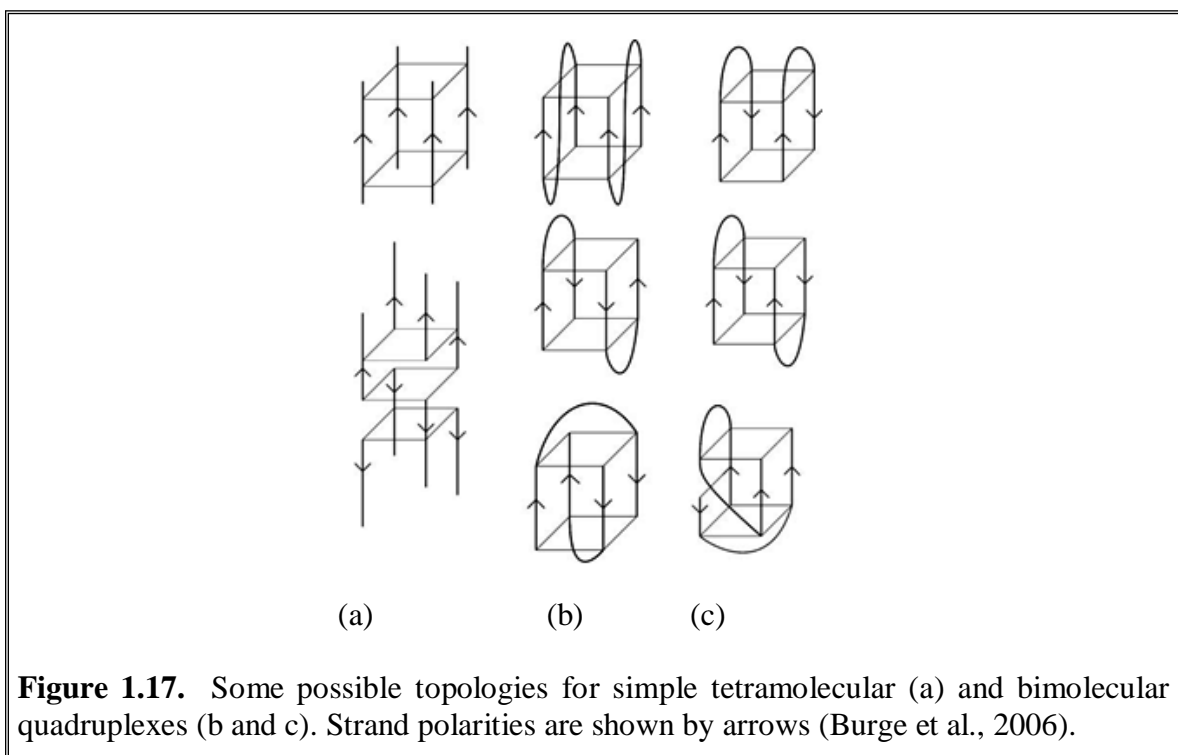 (a) (b) (c)
Figure 1.17. Some possible topologies for simple tetramolecular (a) and bimolecular
quadruplexes (b and c). Strand polarities are shown by arrows (Burge et al., 2006).